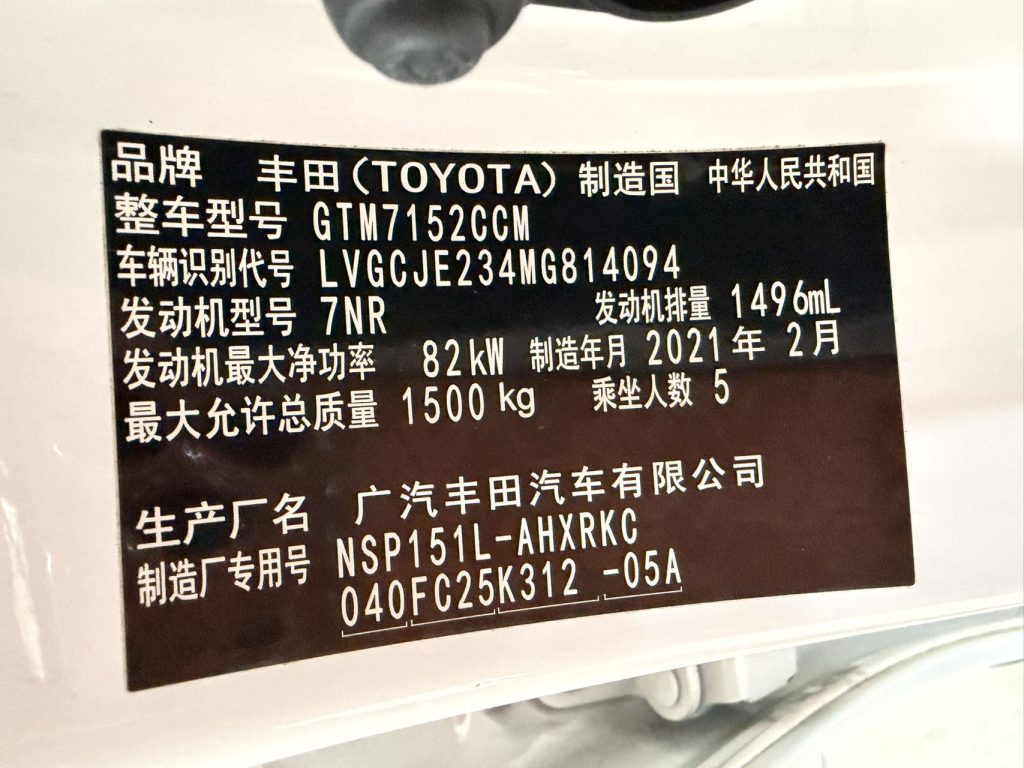 品牌 丰田(TOYOTA) 制造国 中华人民共和国
整车型号 GTM7152CCM
车辆识别代号 LVGCJE234MG814094
发动机型号 7NR 发动机排量 1496mL
发动机最大净功率 82kW 制造年月 2021年 2月
最大允许总质量 1500kg 乘坐人数 5
生产厂名 广汽丰田汽车有限公司
制造厂专用号 NSP151L-AHXRKC
040FC25K312 -05A